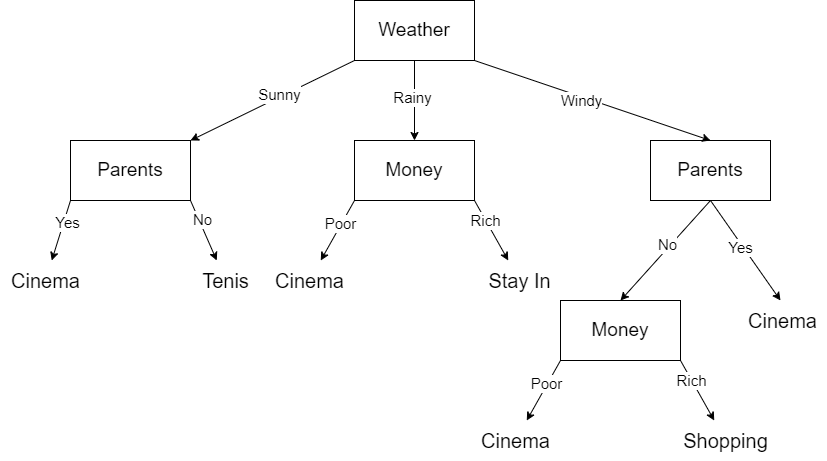 Weather
Sunny
Rainy
Windy
Parents
Money
Parents
Yes
No
Poor
Rich
No
Yes
Cinema
Tenis
Cinema
Stay In
Cinema
Money
Poor
Rich
Cinema
Shopping